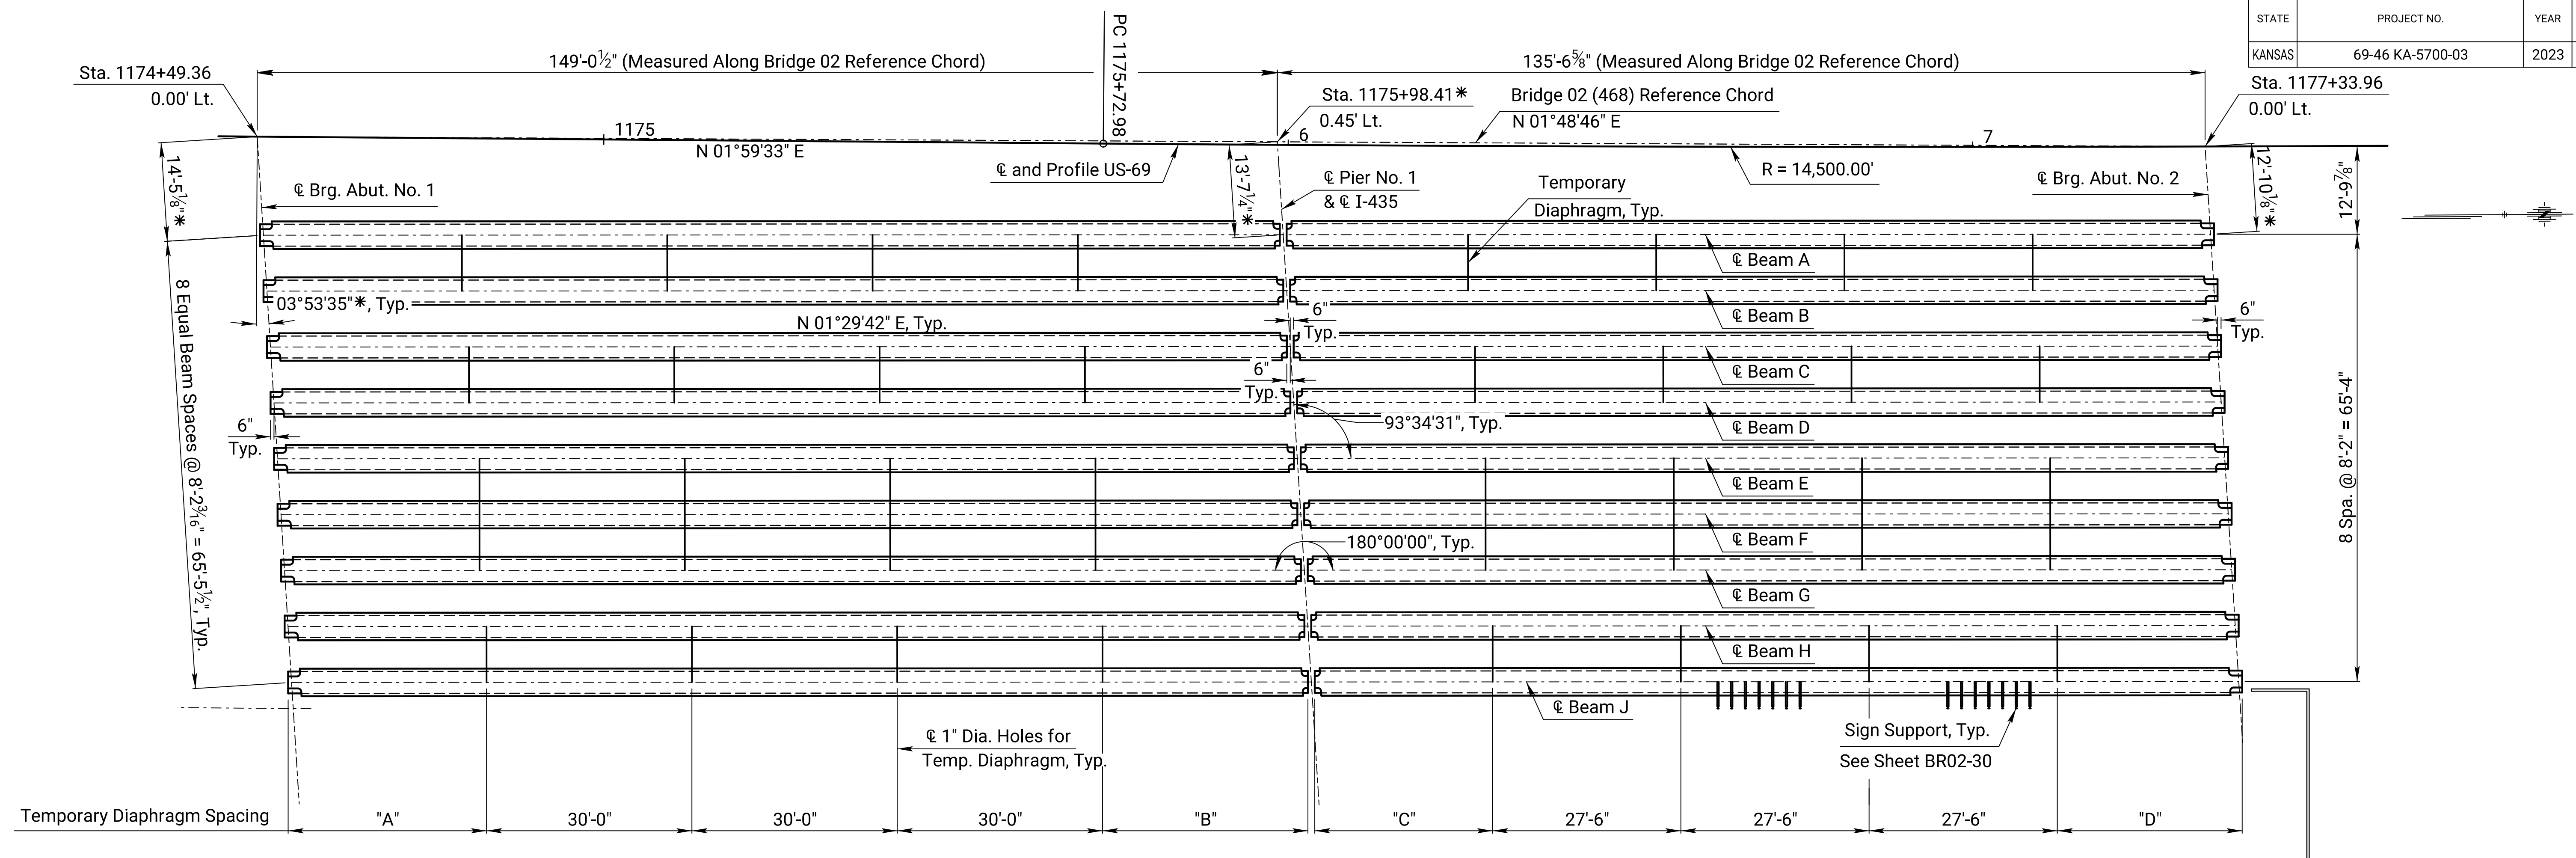 STATE PROJECT NO. YEAR
KANSAS 69-46 KA-5700-03 2023
PC 1175+72.98
149'-0½" (Measured Along Bridge 02 Reference Chord)
135'-6⅝" (Measured Along Bridge 02 Reference Chord)
Sta. 1174+49.36
0.00' Lt.
Sta. 1175+98.41*
0.45' Lt.
Bridge 02 (468) Reference Chord
N 01°48'46" E
Sta. 1177+33.96
0.00' Lt.
1175
6
7
N 01°59'33" E
℄ and Profile US-69
R = 14,500.00'
14'-5⅛"*
13'-7¼"*
12'-10⅛"*
12'-9⅞"
℄ Brg. Abut. No. 1
℄ Pier No. 1
& ℄ I-435
Temporary
Diaphragm, Typ.
℄ Brg. Abut. No. 2
℄ Beam A
03°53'35"*, Typ.
N 01°29'42" E, Typ.
6"
Typ.
℄ Beam B
6"
Typ.
6"
Typ.
℄ Beam C
8 Equal Beam Spaces @ 8'-2 3/16" = 65'-5½", Typ.
8 Spa. @ 8'-2" = 65'-4"
6"
Typ.
93°34'31", Typ.
℄ Beam D
℄ Beam E
180°00'00", Typ.
℄ Beam F
℄ Beam G
℄ Beam H
℄ Beam J
℄ 1" Dia. Holes for
Temp. Diaphragm, Typ.
Sign Support, Typ.
See Sheet BR02-30
Temporary Diaphragm Spacing "A" 30'-0" 30'-0" 30'-0" "B" "C" 27'-6" 27'-6" 27'-6" "D"